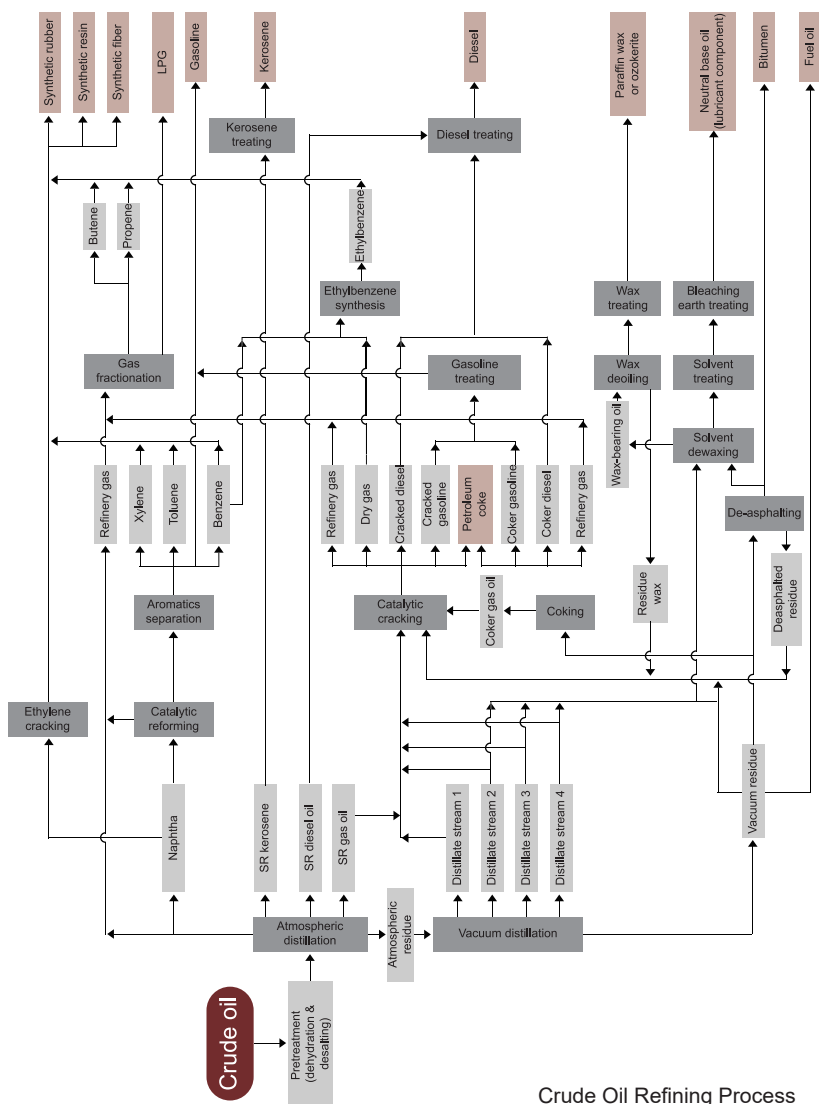 Synthetic rubber
Synthetic resin
Synthetic fiber
LPG
Gasoline
Kerosene
Diesel
Paraffin wax
or ozokerite
Neutral base oil
(lubricant component)
Bitumen
Fuel oil
Kerosene
treating
Diesel treating
Butene
Propene
Ethylbenzene
Ethylbenzene
synthesis
Wax
treating
Bleaching
earth treating
Gas
fractionation
Gasoline
treating
Wax
deoiling
Solvent
treating
Wax-bearing oil
Solvent
dewaxing
Refinery gas
Xylene
Toluene
Benzene
Refinery gas
Dry gas
Cracked diesel
Cracked
gasoline
Petroleum
coke
Coker gasoline
Coker diesel
Refinery gas
De-asphalting
Aromatics
separation
Catalytic
cracking
Coker gas oil
Coking
Residue
wax
Deasphalted
residue
Ethylene
cracking
Catalytic
reforming
Naphtha
SR kerosene
SR diesel oil
SR gas oil
Distillate stream 1
Distillate stream 2
Distillate stream 3
Distillate stream 4
Vacuum residue
Atmospheric
distillation
Atmospheric
residue
Vacuum distillation
Crude oil
Pretreatment
(dehydration &
desalting)
Crude Oil Refining Process